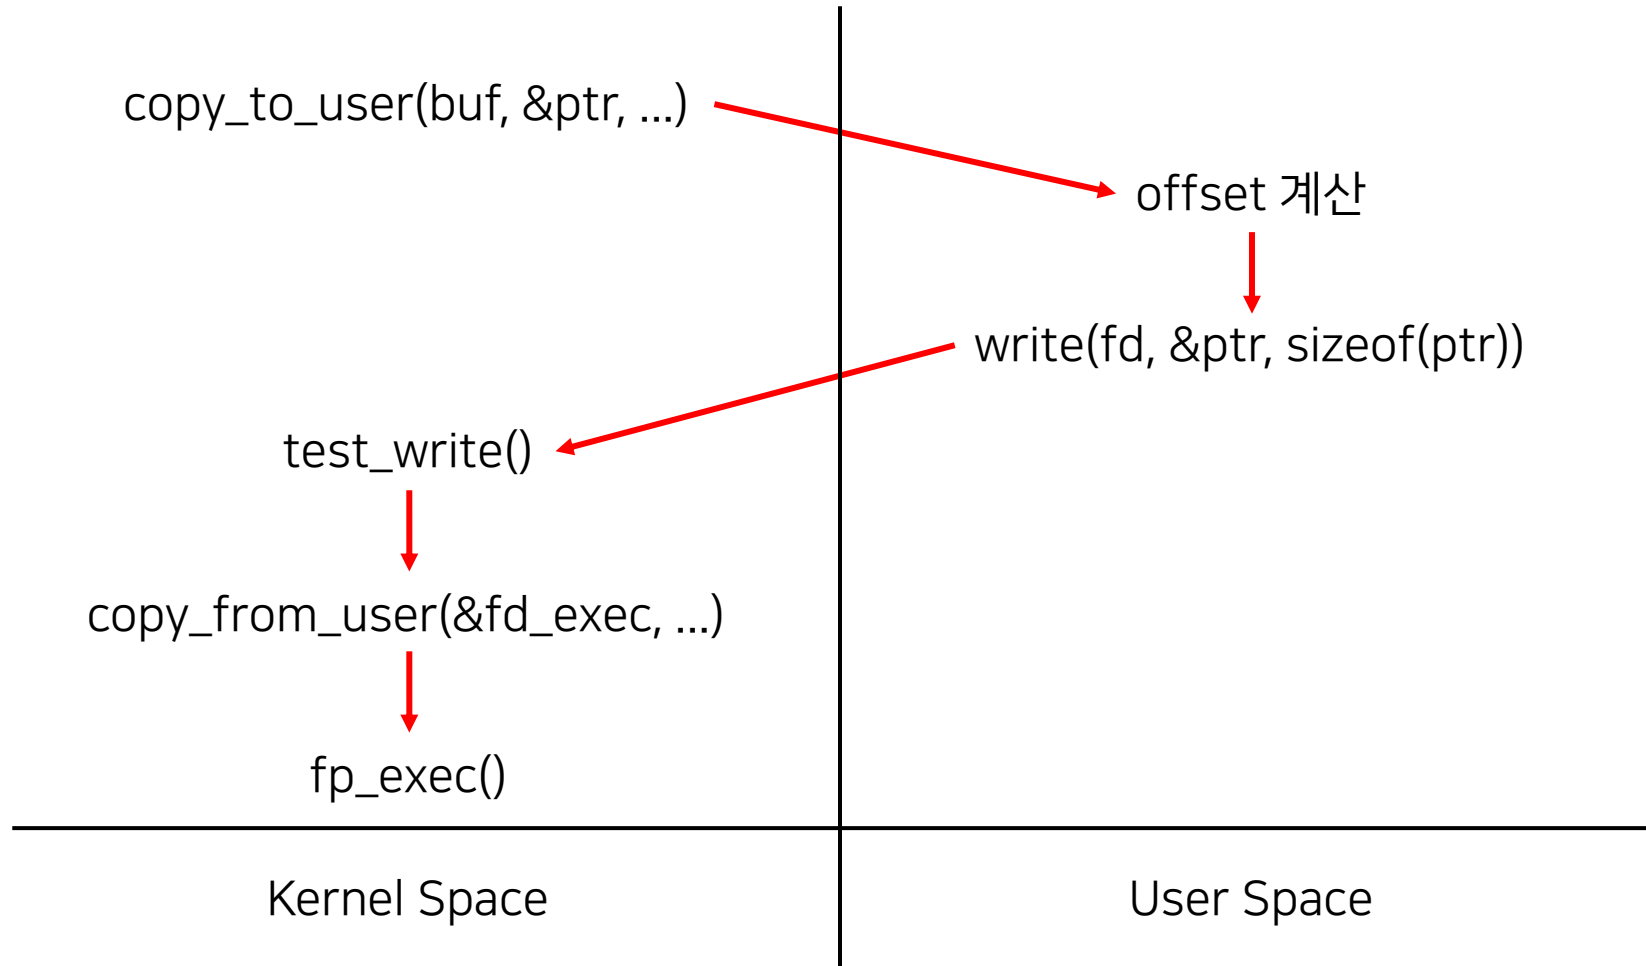 copy_to_user(buf, &ptr, ...)
offset 계산
write(fd, &ptr, sizeof(ptr))
test_write()
copy_from_user(&fd_exec, ...)
fp_exec()
Kernel Space
User Space